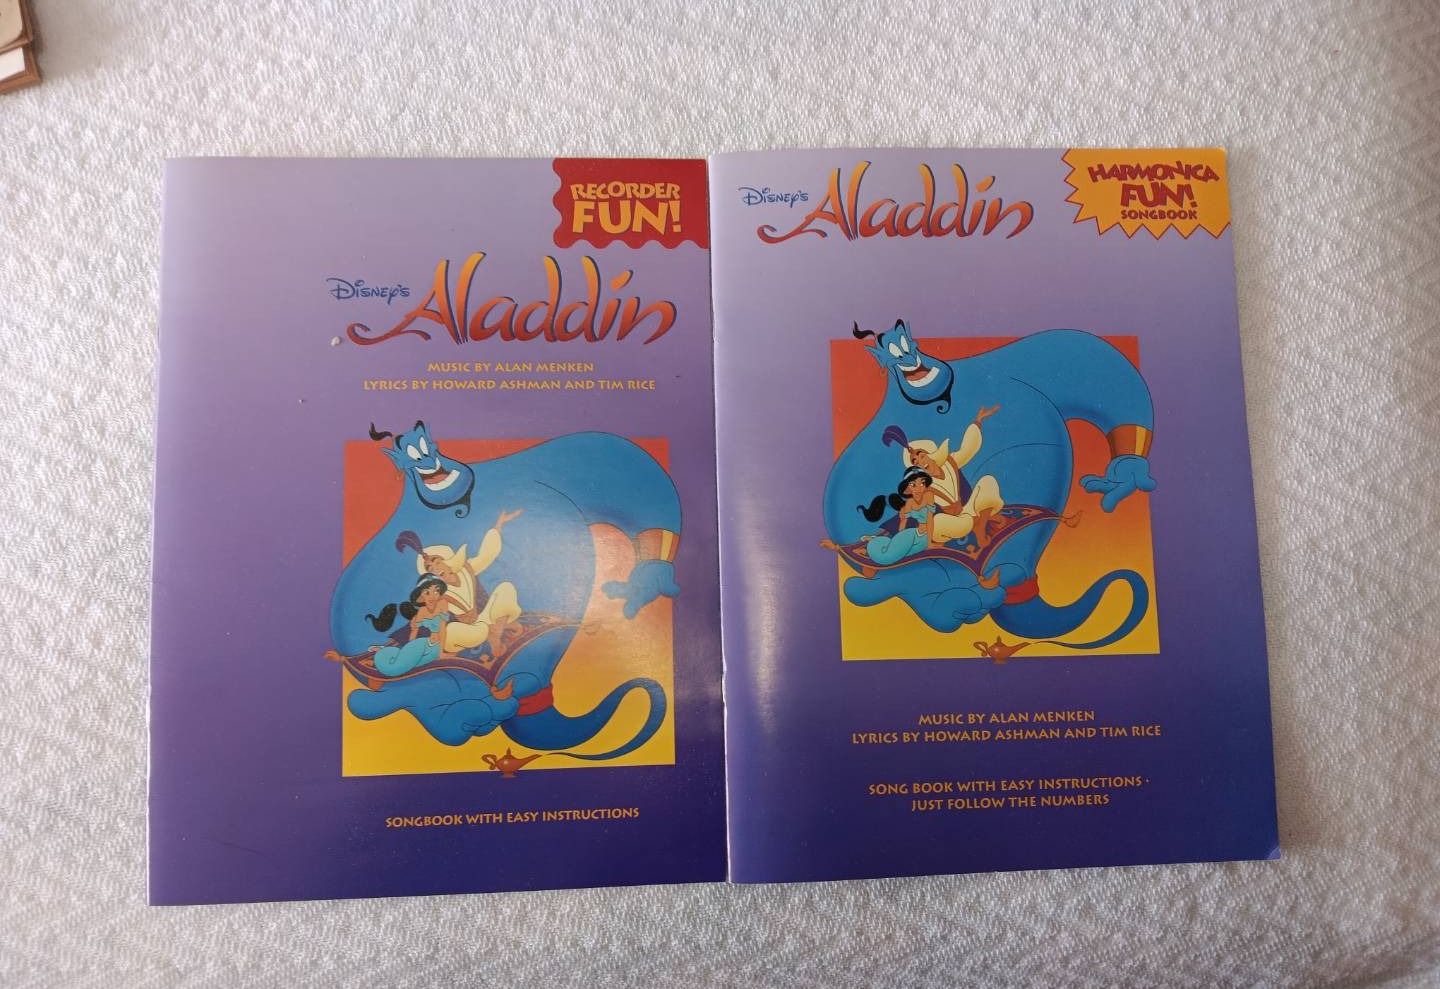 RECORDER
FUN!
DISNEY'S Aladdin
MUSIC BY ALAN MENKEN
LYRICS BY HOWARD ASHMAN AND TIM RICE
SONGBOOK WITH EASY INSTRUCTIONS
DISNEY'S Aladdin
HARMONICA
FUN!
SONGBOOK
MUSIC BY ALAN MENKEN
LYRICS BY HOWARD ASHMAN AND TIM RICE
SONG BOOK WITH EASY INSTRUCTIONS •
JUST FOLLOW THE NUMBERS